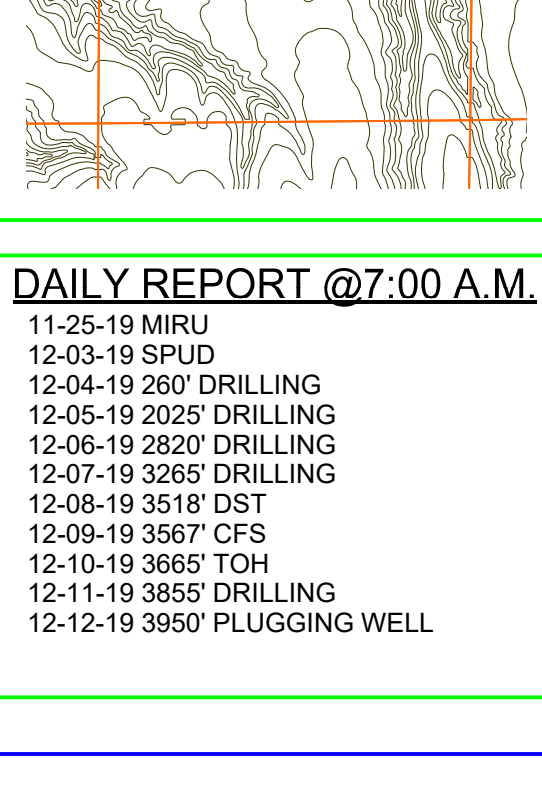 DAILY REPORT @7:00 A.M.
11-25-19 MIRU
12-03-19 SPUD
12-04-19 260' DRILLING
12-05-19 2025' DRILLING
12-06-19 2820' DRILLING
12-07-19 3265' DRILLING
12-08-19 3518' DST
12-09-19 3567' CFS
12-10-19 3665' TOH
12-11-19 3855' DRILLING
12-12-19 3950' PLUGGING WELL